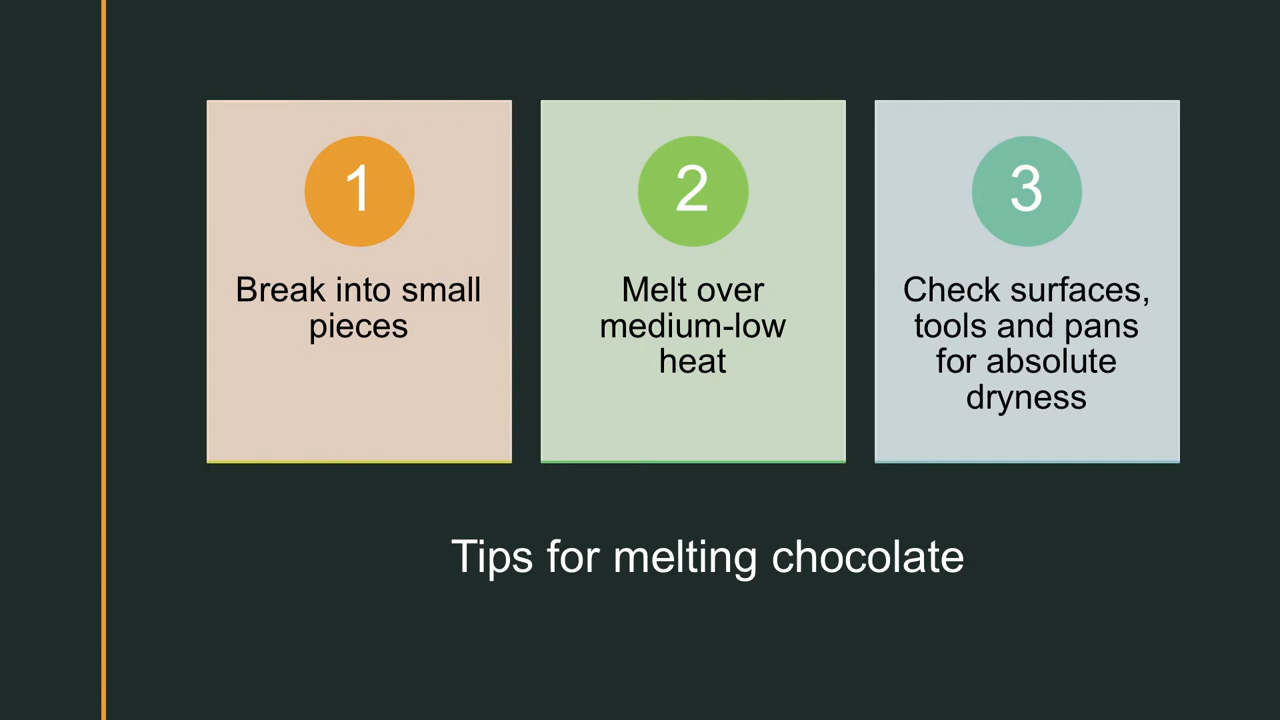 1
Break into small
pieces
2
Melt over
medium-low
heat
3
Check surfaces,
tools and pans
for absolute
dryness
Tips for melting chocolate